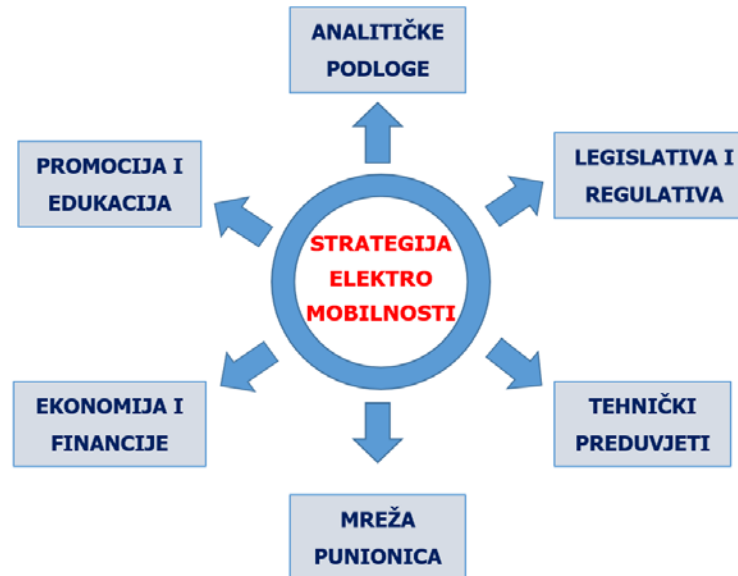 ANALITIČKE
PODLOGE
PROMOCIJA I
EDUKACIJA
LEGISLATIVA I
REGULATIVA
STRATEGIJA
ELEKTRO
MOBILNOSTI
EKONOMIJA I
FINANCIJE
TEHNIČKI
PREDUVJETI
MREŽA
PUNIONICA